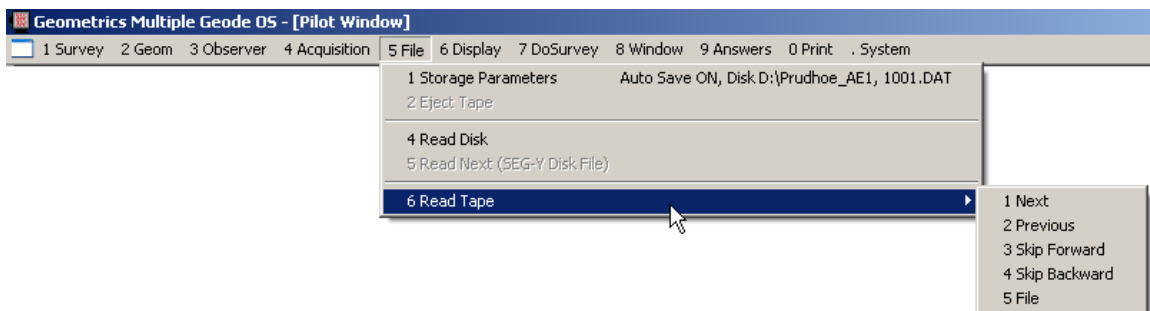 Geometrics Multiple Geode OS - [Pilot Window]
1 Survey 2 Geom 3 Observer 4 Acquisition 5 File 6 Display 7 DoSurvey 8 Window 9 Answers 0 Print . System
1 Storage Parameters Auto Save ON, Disk D:\Prudhoe_AE1, 1001.DAT
2 Eject Tape
4 Read Disk
5 Read Next (SEG-Y Disk File)
6 Read Tape
1 Next
2 Previous
3 Skip Forward
4 Skip Backward
5 File